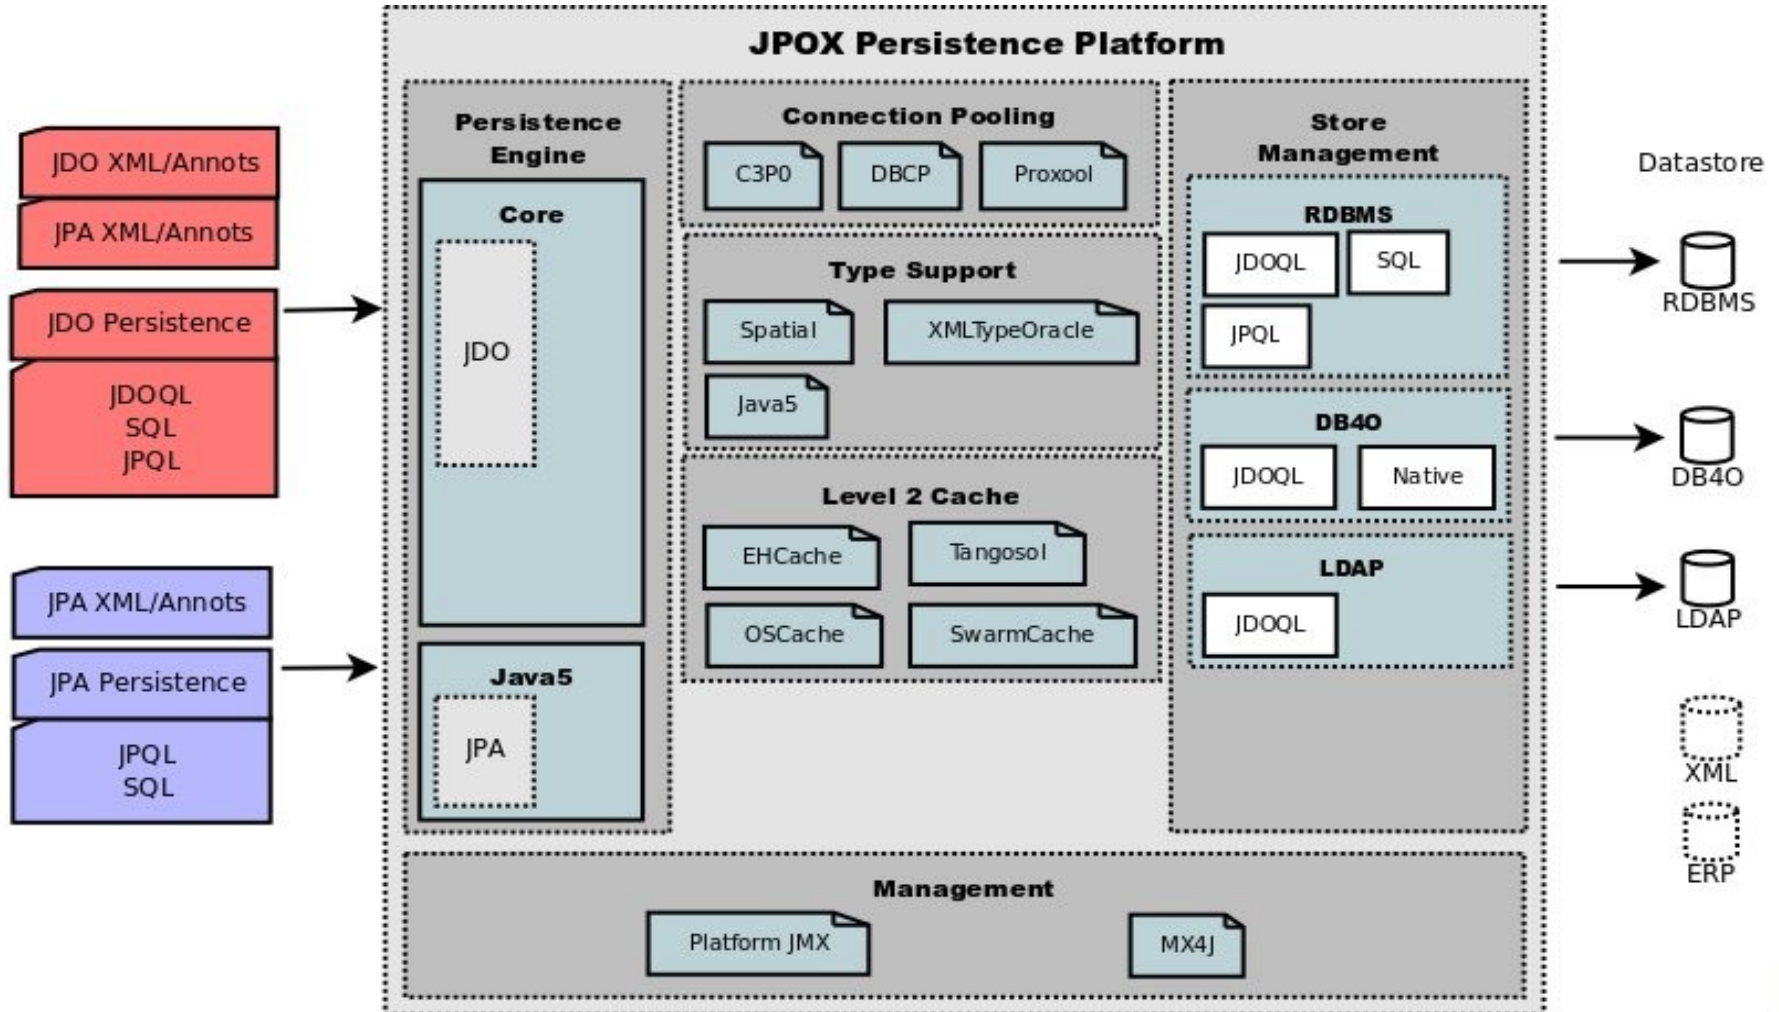 JPOX Persistence Platform
JDO XML/Annots
JPA XML/Annots
JDO Persistence
JDOQL
SQL
JPQL
JPA XML/Annots
JPA Persistence
JPQL
SQL
Persistence
Engine
Core
JDO
Java5
JPA
Connection Pooling
C3P0
DBCP
Proxool
Type Support
Spatial
XMLTypeOracle
Java5
Level 2 Cache
EHCache
Tangosol
OSCache
SwarmCache
Store
Management
RDBMS
JDOQL
SQL
JPQL
DB4O
JDOQL
Native
LDAP
JDOQL
Management
Platform JMX
MX4J
Datastore
RDBMS
DB4O
LDAP
XML
ERP